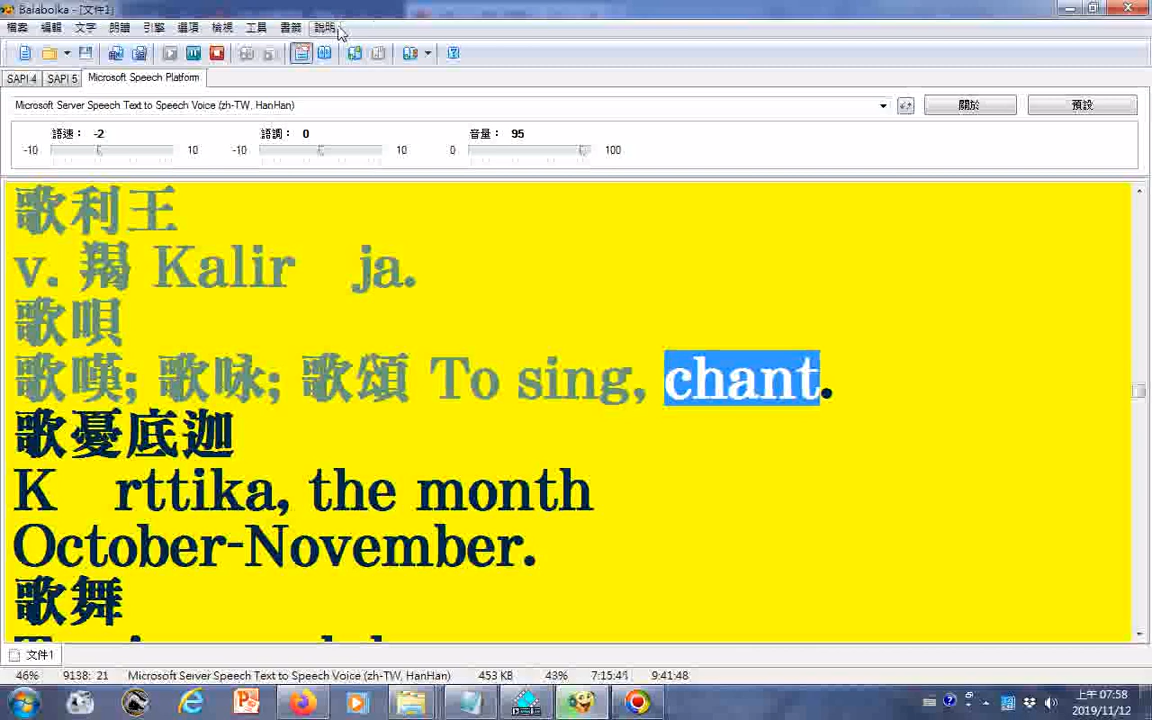 Balabolka - [文件1]
檔案 編輯 文字 朗讀 引擎 選項 檢視 工具 書籤 說明
SAPI 4 SAPI 5 Microsoft Speech Platform
Microsoft Server Speech Text to Speech Voice (zh-TW, HanHan) 關於 預設
語速： -2 語調： 0 音量： 95
-10 10 -10 10 0 100
歌利王
v. 羯 Kalir ja.
歌唄
歌嘆; 歌咏; 歌頌 To sing, chant.
歌憂底迦
K rttika, the month
October-November.
歌舞
文件1
46% 9138: 21 Microsoft Server Speech Text to Speech Voice (zh-TW, HanHan) 453 KB 43% 7:15:45 9:41:48
上午 07:58
2019/11/12